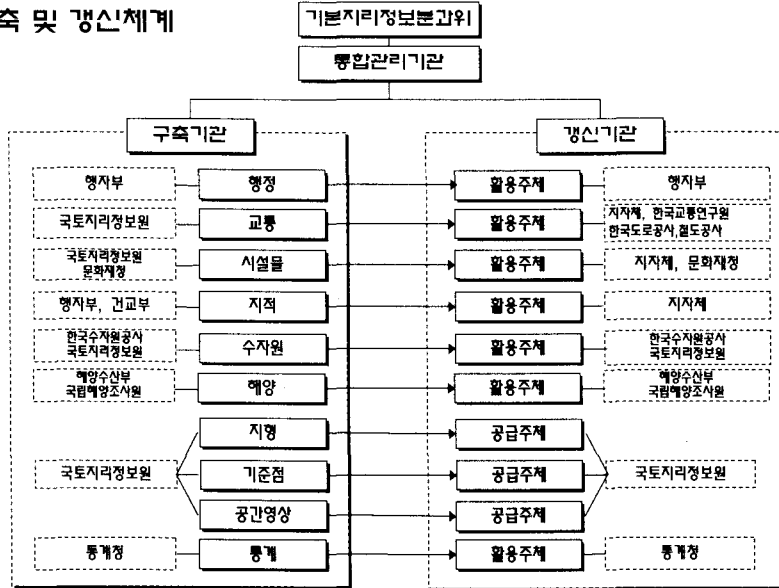 축 및 갱신체계
기본지리정보분과위
통합관리기관
구축기관
갱신기관
행자부 행정 활용주체 행자부
국토지리정보원 교통 활용주체 지자체, 한국교통연구원
한국도로공사,철도공사
국토지리정보원
문화재청
시설물 활용주체 지자체, 문화재청
행자부, 건교부 지적 활용주체 지자체
한국수자원공사
국토지리정보원
수자원 활용주체
한국수자원공사
국토지리정보원
해양수산부
국립해양조사원
해양 활용주체
해양수산부
국립해양조사원
지형 공급주체
국토지리정보원 기준점 공급주체 국토지리정보원
공간영상 공급주체
통계청 통계 활용주체 통계청